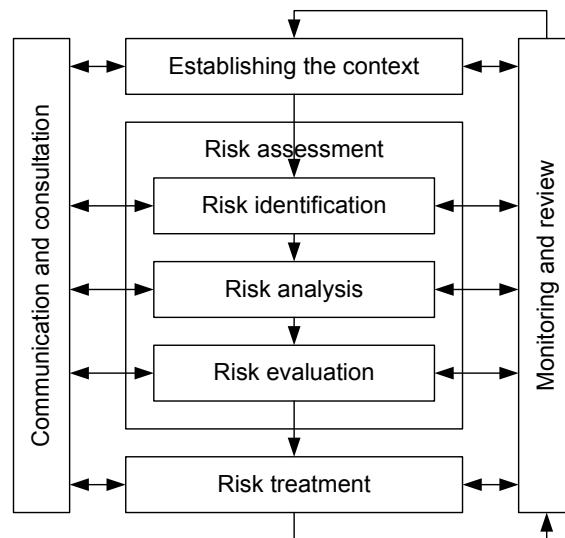 Establishing the context
Risk assessment
Risk identification
Risk analysis
Risk evaluation
Risk treatment
Communication and consultation
Monitoring and review